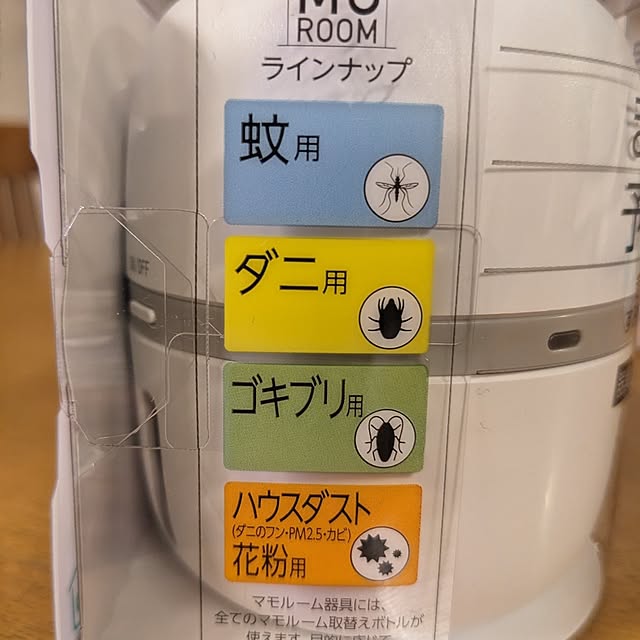 ROOM
ラインナップ
蚊用
ダニ用
ゴキブリ用
ハウスダスト
(ダニのフン・PM2.5・カビ)
花粉用
マモルーム器具には、
全てのマモルーム取替えボトルが
OFF